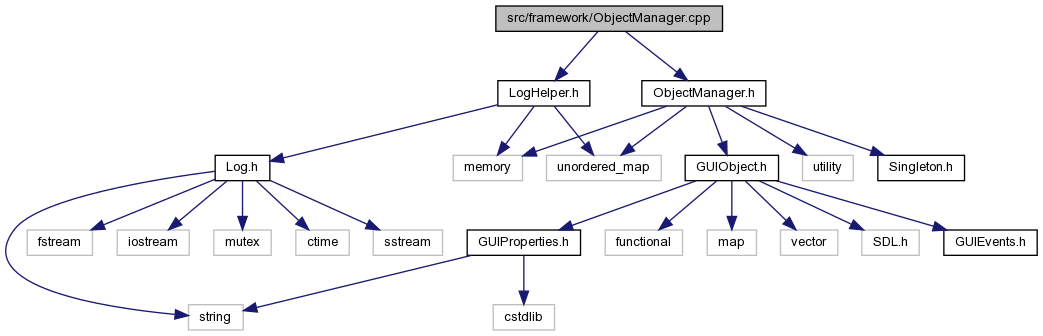 src/framework/ObjectManager.cpp
LogHelper.h
ObjectManager.h
Log.h
memory
unordered_map
GUIObject.h
utility
Singleton.h
fstream
iostream
mutex
ctime
sstream
GUIProperties.h
functional
map
vector
SDL.h
GUIEvents.h
string
cstdlib